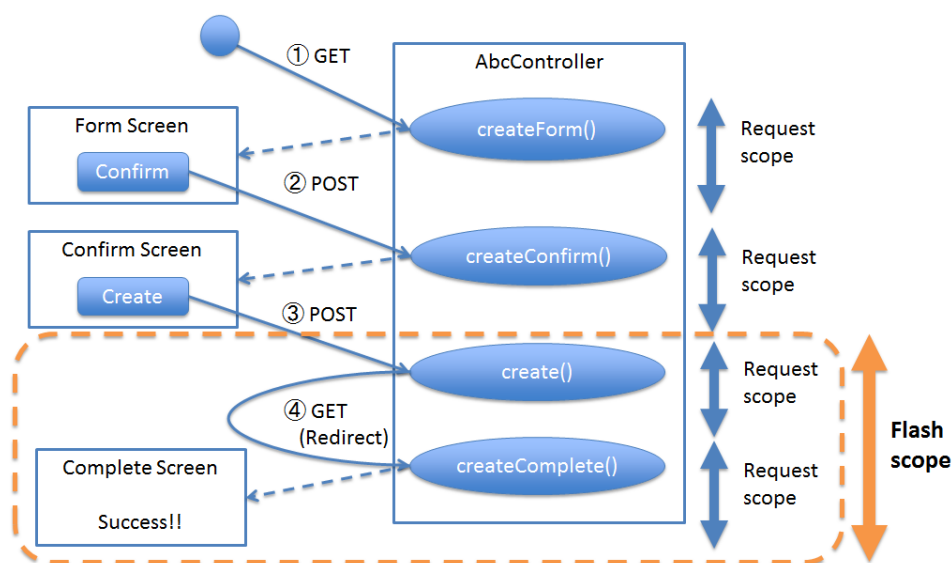 ① GET
AbcController
createForm()
Request
scope
Form Screen
Confirm
② POST
createConfirm()
Request
scope
Confirm Screen
Create
③ POST
create()
Request
scope
④ GET
(Redirect)
Flash
scope
createComplete()
Request
scope
Complete Screen
Success!!